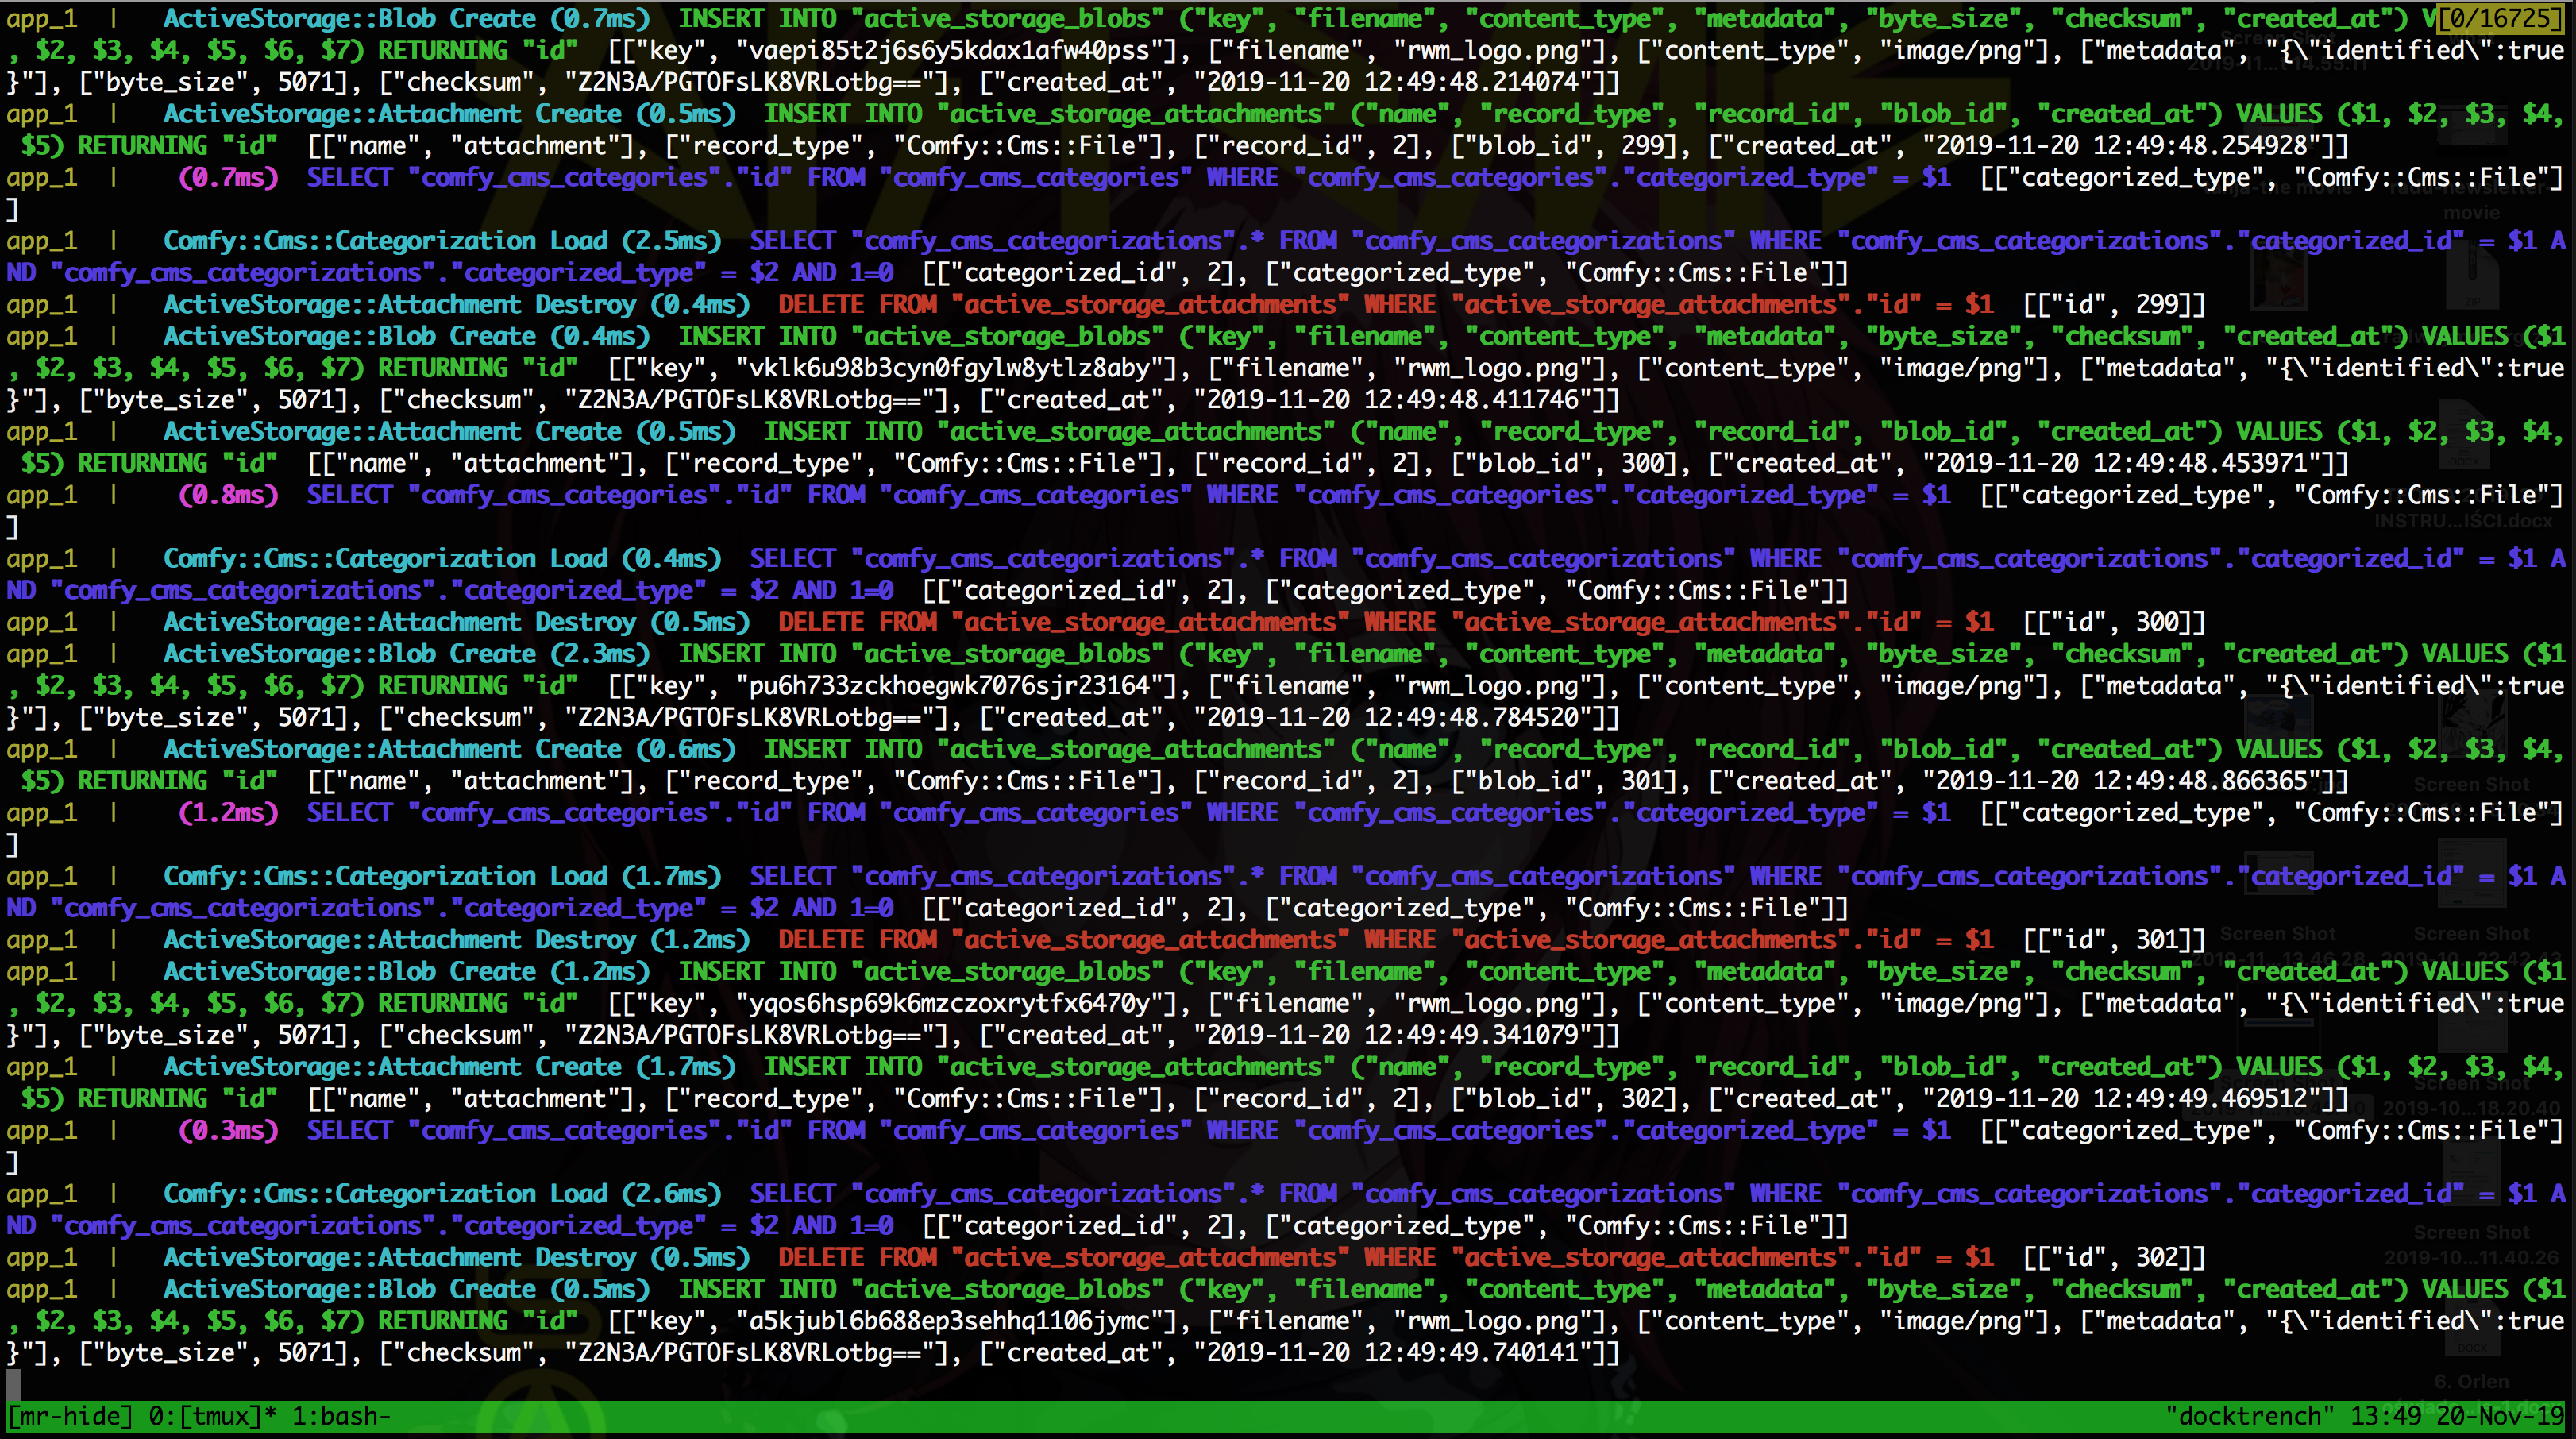 app_1  |   ActiveStorage::Blob Create (0.7ms)  INSERT INTO "active_storage_blobs" ("key", "filename", "content_type", "metadata", "byte_size", "checksum", "created_at") V[0/16725]
, $2, $3, $4, $5, $6, $7) RETURNING "id"  [["key", "vaepi85t2j6s6y5kdax1afw40pss"], ["filename", "rwm_logo.png"], ["content_type", "image/png"], ["metadata", "{\"identified\":true
}"], ["byte_size", 5071], ["checksum", "Z2N3A/PGTOFsLK8VRLotbg=="], ["created_at", "2019-11-20 12:49:48.214074"]]
app_1  |   ActiveStorage::Attachment Create (0.5ms)  INSERT INTO "active_storage_attachments" ("name", "record_type", "record_id", "blob_id", "created_at") VALUES ($1, $2, $3, $4,
 $5) RETURNING "id"  [["name", "attachment"], ["record_type", "Comfy::Cms::File"], ["record_id", 2], ["blob_id", 299], ["created_at", "2019-11-20 12:49:48.254928"]]
app_1  |    (0.7ms)  SELECT "comfy_cms_categories"."id" FROM "comfy_cms_categories" WHERE "comfy_cms_categories"."categorized_type" = $1  [["categorized_type", "Comfy::Cms::File"]
]
app_1  |   Comfy::Cms::Categorization Load (2.5ms)  SELECT "comfy_cms_categorizations".* FROM "comfy_cms_categorizations" WHERE "comfy_cms_categorizations"."categorized_id" = $1 A
ND "comfy_cms_categorizations"."categorized_type" = $2 AND 1=0  [["categorized_id", 2], ["categorized_type", "Comfy::Cms::File"]]
app_1  |   ActiveStorage::Attachment Destroy (0.4ms)  DELETE FROM "active_storage_attachments" WHERE "active_storage_attachments"."id" = $1  [["id", 299]]
app_1  |   ActiveStorage::Blob Create (0.4ms)  INSERT INTO "active_storage_blobs" ("key", "filename", "content_type", "metadata", "byte_size", "checksum", "created_at") VALUES ($1
, $2, $3, $4, $5, $6, $7) RETURNING "id"  [["key", "vklk6u98b3cyn0fgylw8ytlz8aby"], ["filename", "rwm_logo.png"], ["content_type", "image/png"], ["metadata", "{\"identified\":true
}"], ["byte_size", 5071], ["checksum", "Z2N3A/PGTOFsLK8VRLotbg=="], ["created_at", "2019-11-20 12:49:48.411746"]]
app_1  |   ActiveStorage::Attachment Create (0.5ms)  INSERT INTO "active_storage_attachments" ("name", "record_type", "record_id", "blob_id", "created_at") VALUES ($1, $2, $3, $4,
 $5) RETURNING "id"  [["name", "attachment"], ["record_type", "Comfy::Cms::File"], ["record_id", 2], ["blob_id", 300], ["created_at", "2019-11-20 12:49:48.453971"]]
app_1  |    (0.8ms)  SELECT "comfy_cms_categories"."id" FROM "comfy_cms_categories" WHERE "comfy_cms_categories"."categorized_type" = $1  [["categorized_type", "Comfy::Cms::File"]
]
app_1  |   Comfy::Cms::Categorization Load (0.4ms)  SELECT "comfy_cms_categorizations".* FROM "comfy_cms_categorizations" WHERE "comfy_cms_categorizations"."categorized_id" = $1 A
ND "comfy_cms_categorizations"."categorized_type" = $2 AND 1=0  [["categorized_id", 2], ["categorized_type", "Comfy::Cms::File"]]
app_1  |   ActiveStorage::Attachment Destroy (0.5ms)  DELETE FROM "active_storage_attachments" WHERE "active_storage_attachments"."id" = $1  [["id", 300]]
app_1  |   ActiveStorage::Blob Create (2.3ms)  INSERT INTO "active_storage_blobs" ("key", "filename", "content_type", "metadata", "byte_size", "checksum", "created_at") VALUES ($1
, $2, $3, $4, $5, $6, $7) RETURNING "id"  [["key", "pu6h733zckhoegwk7076sjr23164"], ["filename", "rwm_logo.png"], ["content_type", "image/png"], ["metadata", "{\"identified\":true
}"], ["byte_size", 5071], ["checksum", "Z2N3A/PGTOFsLK8VRLotbg=="], ["created_at", "2019-11-20 12:49:48.784520"]]
app_1  |   ActiveStorage::Attachment Create (0.6ms)  INSERT INTO "active_storage_attachments" ("name", "record_type", "record_id", "blob_id", "created_at") VALUES ($1, $2, $3, $4,
 $5) RETURNING "id"  [["name", "attachment"], ["record_type", "Comfy::Cms::File"], ["record_id", 2], ["blob_id", 301], ["created_at", "2019-11-20 12:49:48.866365"]]
app_1  |    (1.2ms)  SELECT "comfy_cms_categories"."id" FROM "comfy_cms_categories" WHERE "comfy_cms_categories"."categorized_type" = $1  [["categorized_type", "Comfy::Cms::File"]
]
app_1  |   Comfy::Cms::Categorization Load (1.7ms)  SELECT "comfy_cms_categorizations".* FROM "comfy_cms_categorizations" WHERE "comfy_cms_categorizations"."categorized_id" = $1 A
ND "comfy_cms_categorizations"."categorized_type" = $2 AND 1=0  [["categorized_id", 2], ["categorized_type", "Comfy::Cms::File"]]
app_1  |   ActiveStorage::Attachment Destroy (1.2ms)  DELETE FROM "active_storage_attachments" WHERE "active_storage_attachments"."id" = $1  [["id", 301]]
app_1  |   ActiveStorage::Blob Create (1.2ms)  INSERT INTO "active_storage_blobs" ("key", "filename", "content_type", "metadata", "byte_size", "checksum", "created_at") VALUES ($1
, $2, $3, $4, $5, $6, $7) RETURNING "id"  [["key", "yqos6hsp69k6mzczoxrytfx6470y"], ["filename", "rwm_logo.png"], ["content_type", "image/png"], ["metadata", "{\"identified\":true
}"], ["byte_size", 5071], ["checksum", "Z2N3A/PGTOFsLK8VRLotbg=="], ["created_at", "2019-11-20 12:49:49.341079"]]
app_1  |   ActiveStorage::Attachment Create (1.7ms)  INSERT INTO "active_storage_attachments" ("name", "record_type", "record_id", "blob_id", "created_at") VALUES ($1, $2, $3, $4,
 $5) RETURNING "id"  [["name", "attachment"], ["record_type", "Comfy::Cms::File"], ["record_id", 2], ["blob_id", 302], ["created_at", "2019-11-20 12:49:49.469512"]]
app_1  |    (0.3ms)  SELECT "comfy_cms_categories"."id" FROM "comfy_cms_categories" WHERE "comfy_cms_categories"."categorized_type" = $1  [["categorized_type", "Comfy::Cms::File"]
]
app_1  |   Comfy::Cms::Categorization Load (2.6ms)  SELECT "comfy_cms_categorizations".* FROM "comfy_cms_categorizations" WHERE "comfy_cms_categorizations"."categorized_id" = $1 A
ND "comfy_cms_categorizations"."categorized_type" = $2 AND 1=0  [["categorized_id", 2], ["categorized_type", "Comfy::Cms::File"]]
app_1  |   ActiveStorage::Attachment Destroy (0.5ms)  DELETE FROM "active_storage_attachments" WHERE "active_storage_attachments"."id" = $1  [["id", 302]]
app_1  |   ActiveStorage::Blob Create (0.5ms)  INSERT INTO "active_storage_blobs" ("key", "filename", "content_type", "metadata", "byte_size", "checksum", "created_at") VALUES ($1
, $2, $3, $4, $5, $6, $7) RETURNING "id"  [["key", "a5kjubl6b688ep3sehhq1106jymc"], ["filename", "rwm_logo.png"], ["content_type", "image/png"], ["metadata", "{\"identified\":true
}"], ["byte_size", 5071], ["checksum", "Z2N3A/PGTOFsLK8VRLotbg=="], ["created_at", "2019-11-20 12:49:49.740141"]]
[mr-hide] 0:[tmux]* 1:bash-  "docktrench" 13:49 20-Nov-19